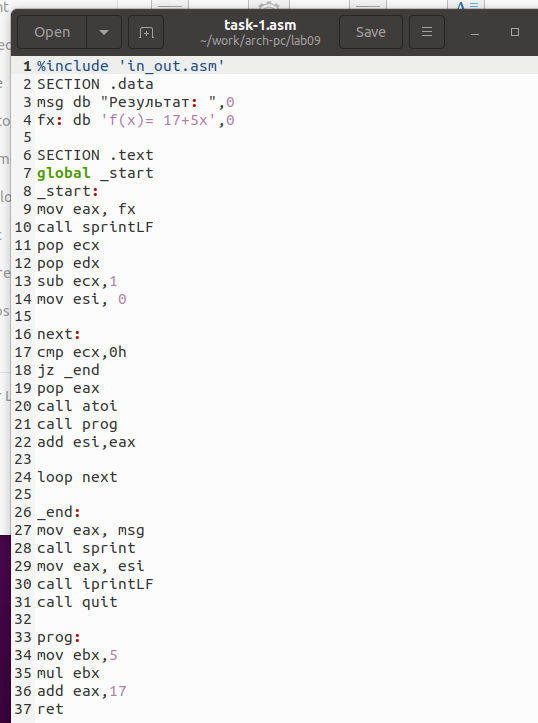 Open
task-1.asm
~/work/arch-pc/lab09
Save
1 %include 'in_out.asm'
2 SECTION .data
3 msg db "Результат: ",0
4 fx: db 'f(x)= 17+5x',0
5
6 SECTION .text
7 global _start
8 _start:
9 mov eax, fx
10 call sprintLF
11 pop ecx
12 pop edx
13 sub ecx,1
14 mov esi, 0
15
16 next:
17 cmp ecx,0h
18 jz _end
19 pop eax
20 call atoi
21 call prog
22 add esi,eax
23
24 loop next
25
26 _end:
27 mov eax, msg
28 call sprint
29 mov eax, esi
30 call iprintLF
31 call quit
32
33 prog:
34 mov ebx,5
35 mul ebx
36 add eax,17
37 ret